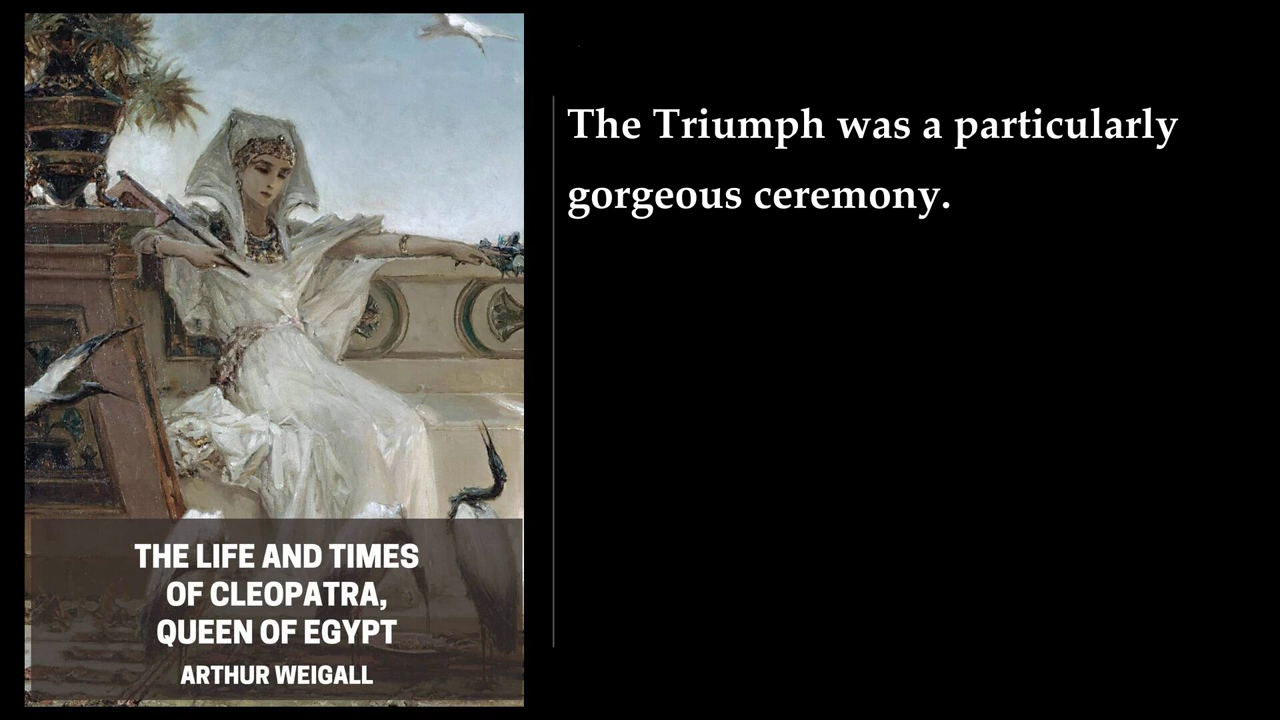 The Triumph was a particularly
gorgeous ceremony.
THE LIFE AND TIMES
OF CLEOPATRA,
QUEEN OF EGYPT
ARTHUR WEIGALL